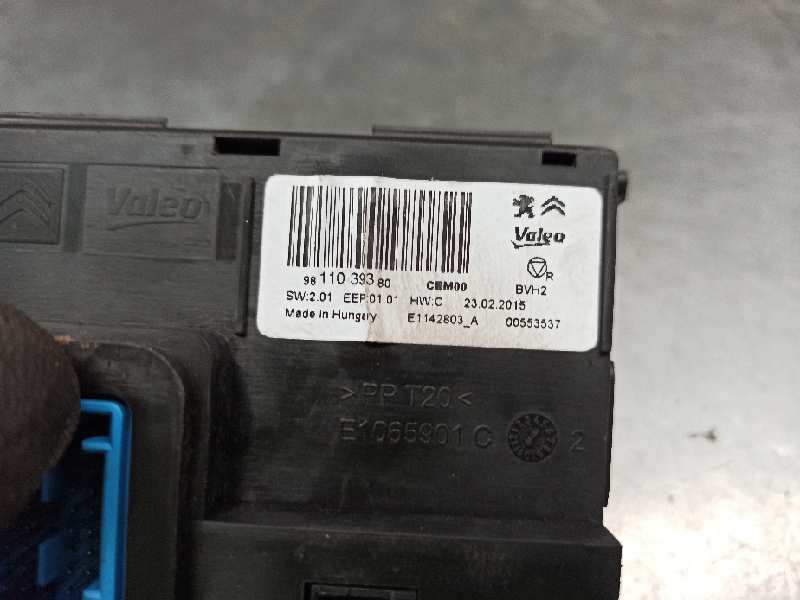 Valeo
Valeo
R
98 110 393 80 CEM00 BVH2
SW:2.01 EEP:01.01 HW:C 23.02.2015
Made in Hungary E1142803_A 00553537
>PP T20<
E1065901 C 2